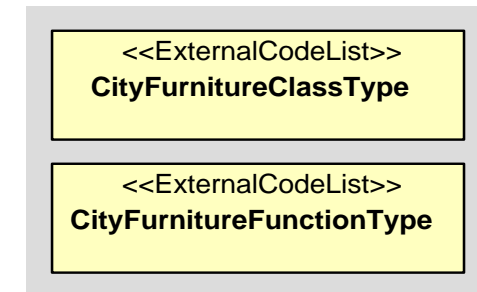 <<ExternalCodeList>>
CityFurnitureClassType
<<ExternalCodeList>>
CityFurnitureFunctionType